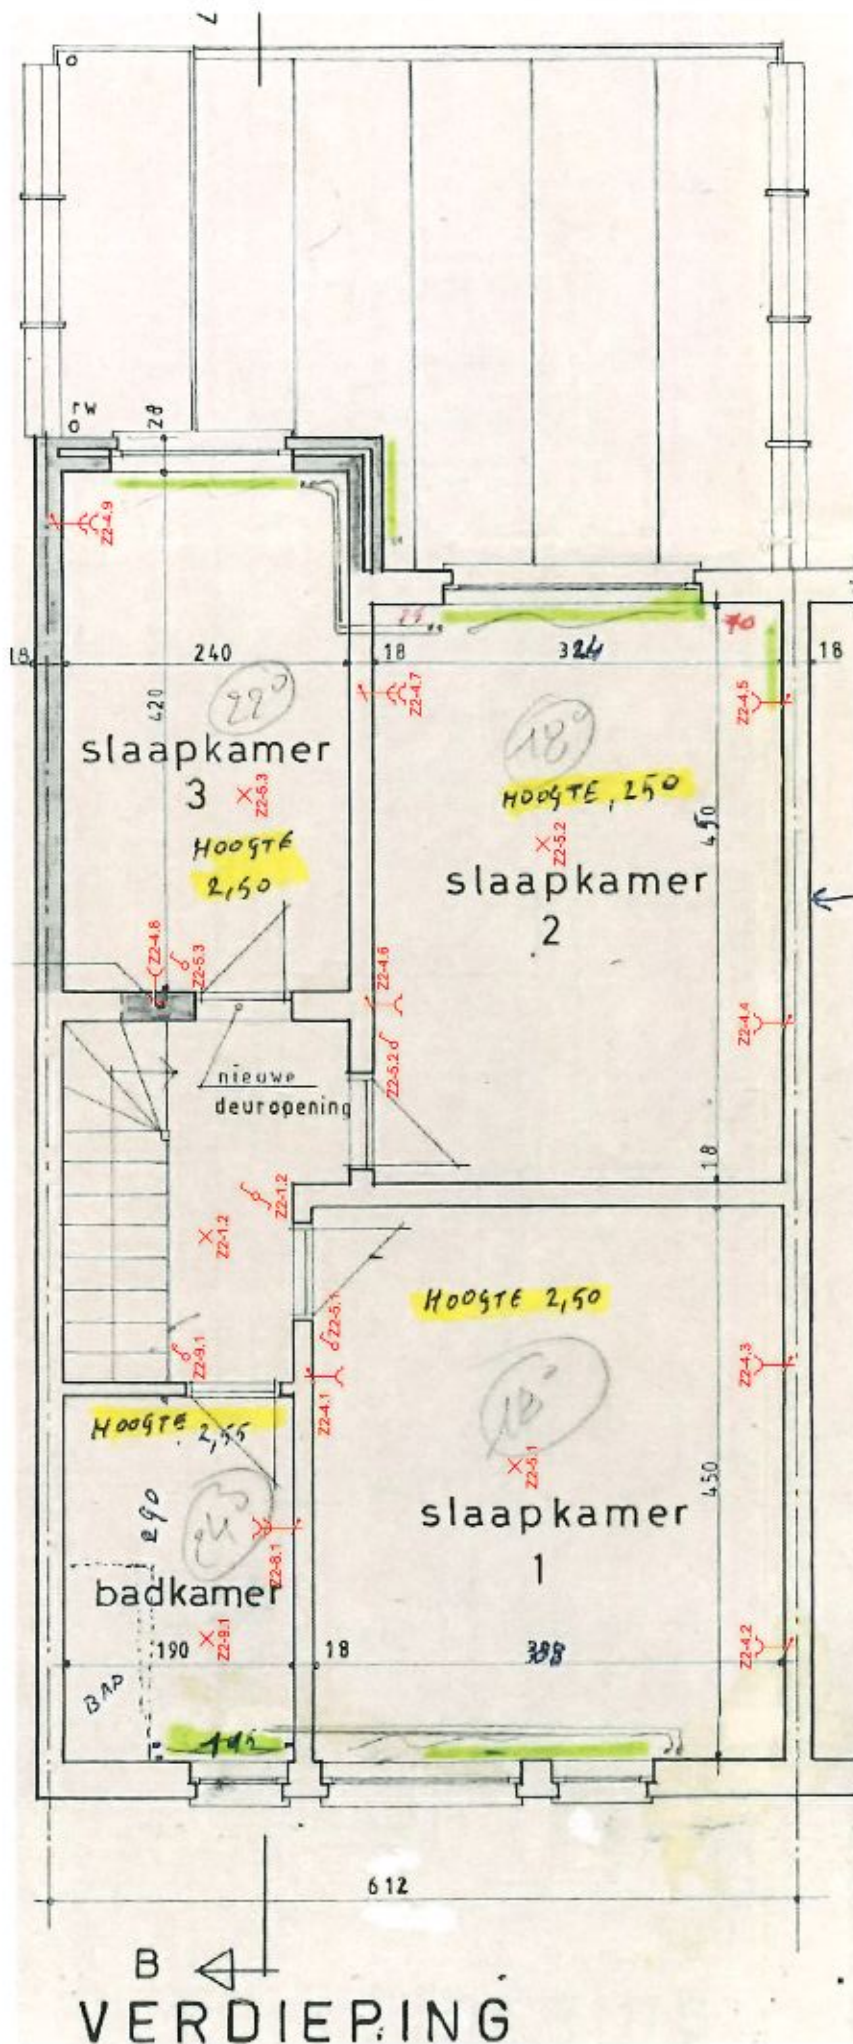 rw
28
Z2-4.9
18
240
18
324
18
420
22°
Z2-4.7
25
70
Z2-4.5
slaapkamer
3
Z2-5.3
HOOGTE
2,50
18°
HOOGTE, 250
450
Z2-5.2
slaapkamer
2
Z2-4.8
Z2-5.3
Z2-4.6
Z2-5.2
Z2-4.4
nieuwe
deuropening
18
Z2-1.2
Z2-1.2
HOOGTE 2,50
Z2-5.1
Z2-9.1
Z2-4.1
Z2-4.3
18°
HOOGTE 2,55
290
Z2-5.1
450
slaapkamer
1
Z2-8.1
badkamer
Z2-9.1
190
18
388
Z2-4.2
BAD
612
B
VERDIEPING